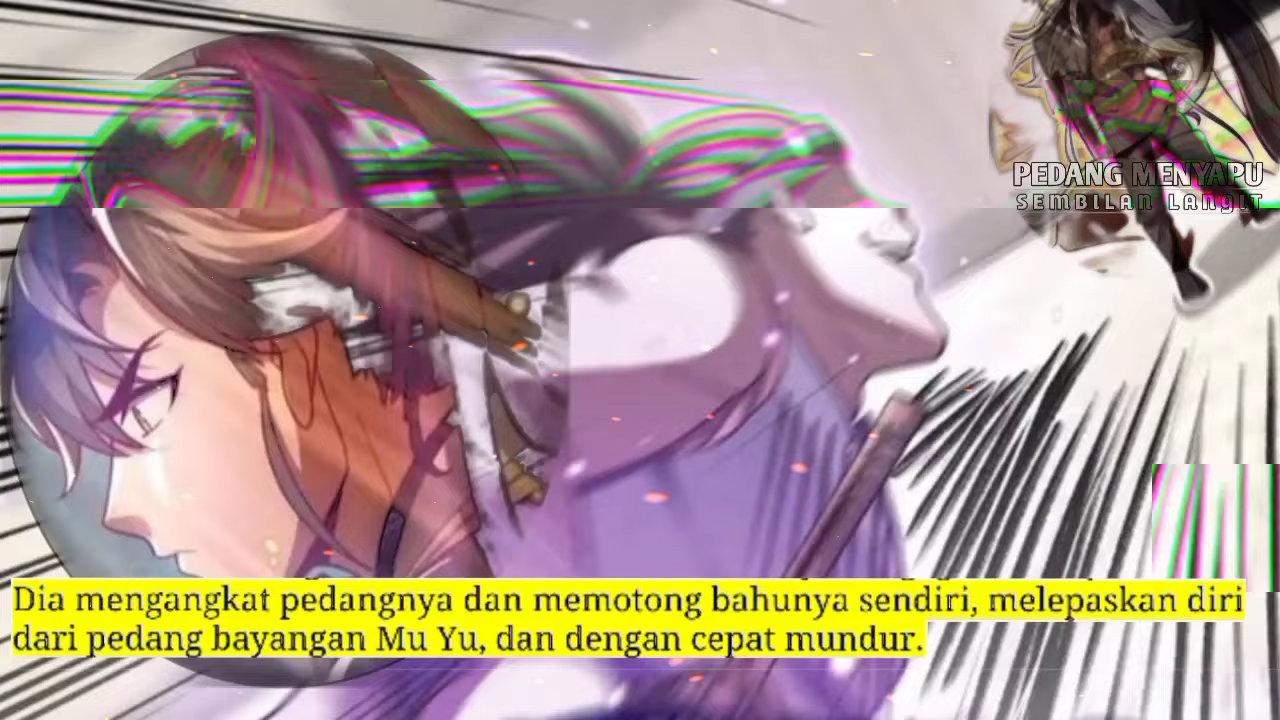 PEDANG MENYAPU
SEMBILAN LANGIT
Dia mengangkat pedangnya dan memotong bahunya sendiri, melepaskan diri
dari pedang bayangan Mu Yu, dan dengan cepat mundur.